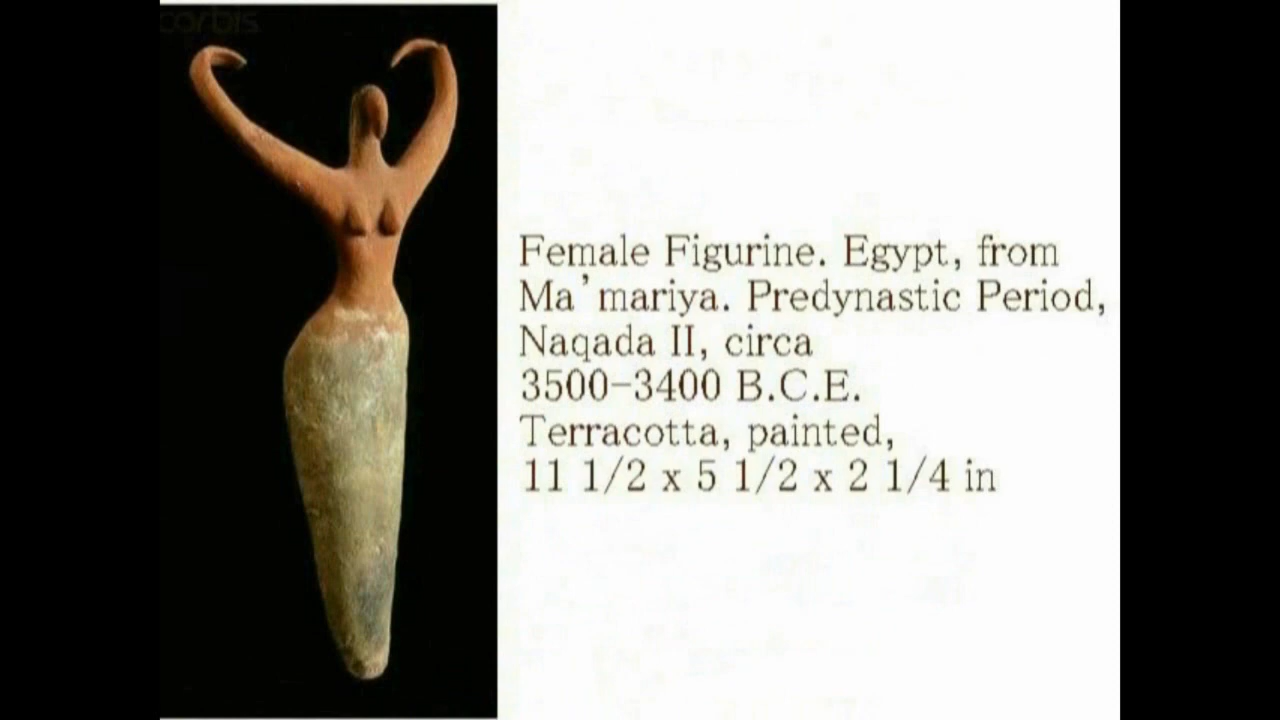 corbis
Female Figurine. Egypt, from
Ma'mariya. Predynastic Period,
Naqada II, circa
3500-3400 B.C.E.
Terracotta, painted,
11 1/2 x 5 1/2 x 2 1/4 in